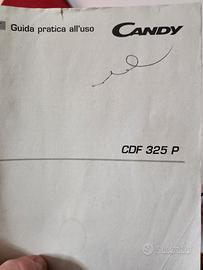 Guida pratica all'uso
CANDY
CDF 325 P